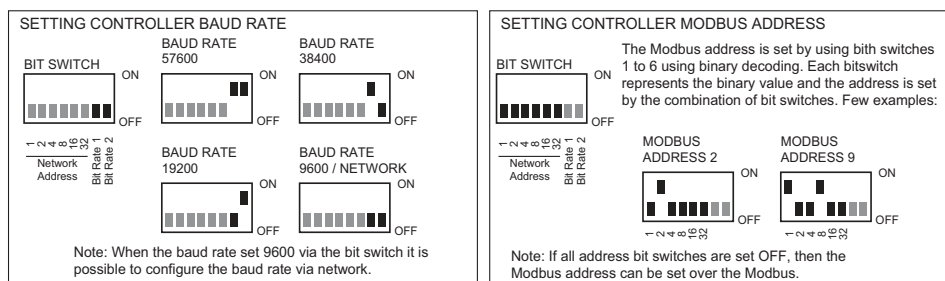 SETTING CONTROLLER BAUD RATE
BIT SWITCH
ON
OFF
1 2 4 8 16 32 Bit Rate 1 Bit Rate 2
Network
Address
BAUD RATE
57600
ON
OFF
BAUD RATE
38400
ON
OFF
BAUD RATE
19200
ON
OFF
BAUD RATE
9600 / NETWORK
ON
OFF
Note: When the baud rate set 9600 via the bit switch it is
possible to configure the baud rate via network.
SETTING CONTROLLER MODBUS ADDRESS
BIT SWITCH
ON
OFF
1 2 4 8 16 32 Bit Rate 1 Bit Rate 2
Network
Address
The Modbus address is set by using bith switches
1 to 6 using binary decoding. Each bitswitch
represents the binary value and the address is set
by the combination of bit switches. Few examples:
MODBUS
ADDRESS 2
ON
OFF
1 2 4 8 16 32
MODBUS
ADDRESS 9
ON
OFF
1 2 4 8 16 32
Note: If all address bit switches are set OFF, then the
Modbus address can be set over the Modbus.